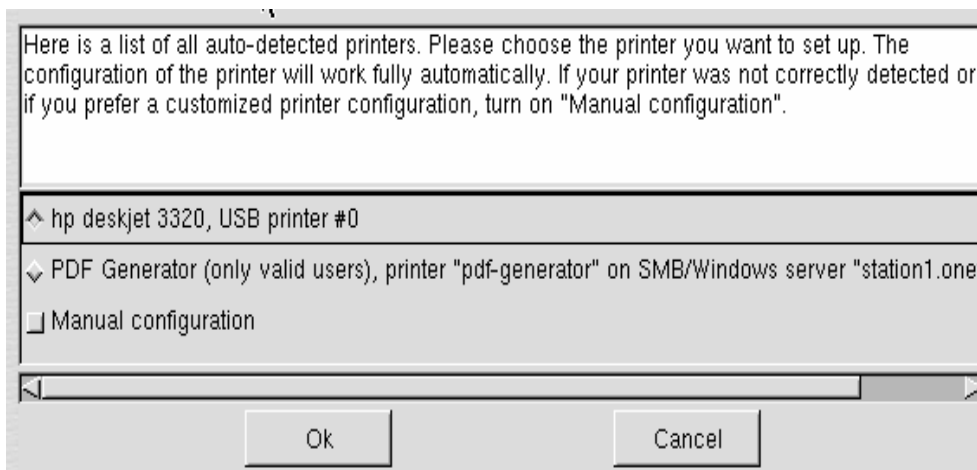 Here is a list of all auto-detected printers. Please choose the printer you want to set up. The
configuration of the printer will work fully automatically. If your printer was not correctly detected or
if you prefer a customized printer configuration, turn on "Manual configuration".
hp deskjet 3320, USB printer #0
PDF Generator (only valid users), printer "pdf-generator" on SMB/Windows server "station1.one
Manual configuration
Ok
Cancel